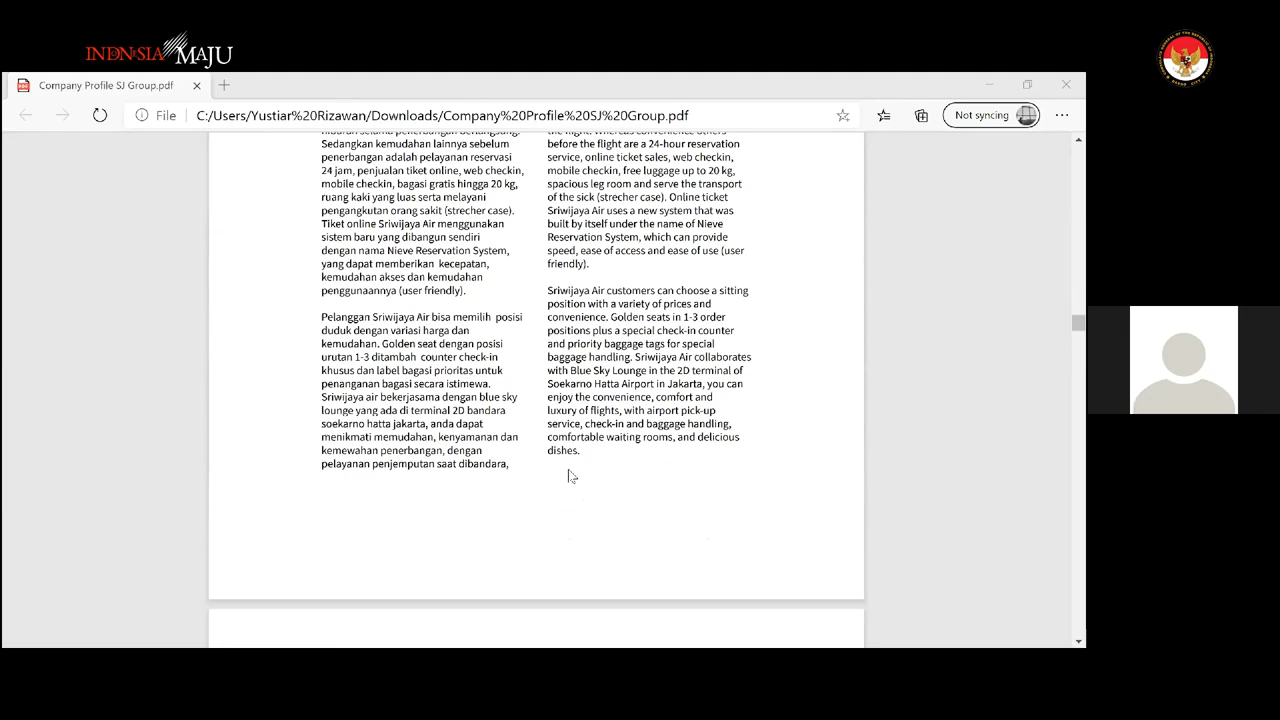 INDONESIA MAJU
Company Profile SJ Group.pdf
File
C:/Users/Yustiar%20Rizawan/Downloads/Company%20Profile%20SJ%20Group.pdf
Not syncing
Sedangkan kemudahan lainnya sebelum
penerbangan adalah pelayanan reservasi
24 jam, penjualan tiket online, web checkin,
mobile checkin, bagasi gratis hingga 20 kg,
ruang kaki yang luas serta melayani
pengangkutan orang sakit (strecher case).
Tiket online Sriwijaya Air menggunakan
sistem baru yang dibangun sendiri
dengan nama Nieve Reservation System,
yang dapat memberikan kecepatan,
kemudahan akses dan kemudahan
penggunaannya (user friendly).
Pelanggan Sriwijaya Air bisa memilih posisi
duduk dengan variasi harga dan
kemudahan. Golden seat dengan posisi
urutan 1-3 ditambah counter check-in
khusus dan label bagasi prioritas untuk
penanganan bagasi secara istimewa.
Sriwijaya air bekerjasama dengan blue sky
lounge yang ada di terminal 2D bandara
soekarno hatta jakarta, anda dapat
menikmati memudahan, kenyamanan dan
kemewahan penerbangan, dengan
pelayanan penjemputan saat dibandara,
the flight. Whereas convenience others
before the flight are a 24-hour reservation
service, online ticket sales, web checkin,
mobile checkin, free luggage up to 20 kg,
spacious leg room and serve the transport
of the sick (strecher case). Online ticket
Sriwijaya Air uses a new system that was
built by itself under the name of Nieve
Reservation System, which can provide
speed, ease of access and ease of use (user
friendly).
Sriwijaya Air customers can choose a sitting
position with a variety of prices and
convenience. Golden seats in 1-3 order
positions plus a special check-in counter
and priority baggage tags for special
baggage handling. Sriwijaya Air collaborates
with Blue Sky Lounge in the 2D terminal of
Soekarno Hatta Airport in Jakarta, you can
enjoy the convenience, comfort and
luxury of flights, with airport pick-up
service, check-in and baggage handling,
comfortable waiting rooms, and delicious
dishes.